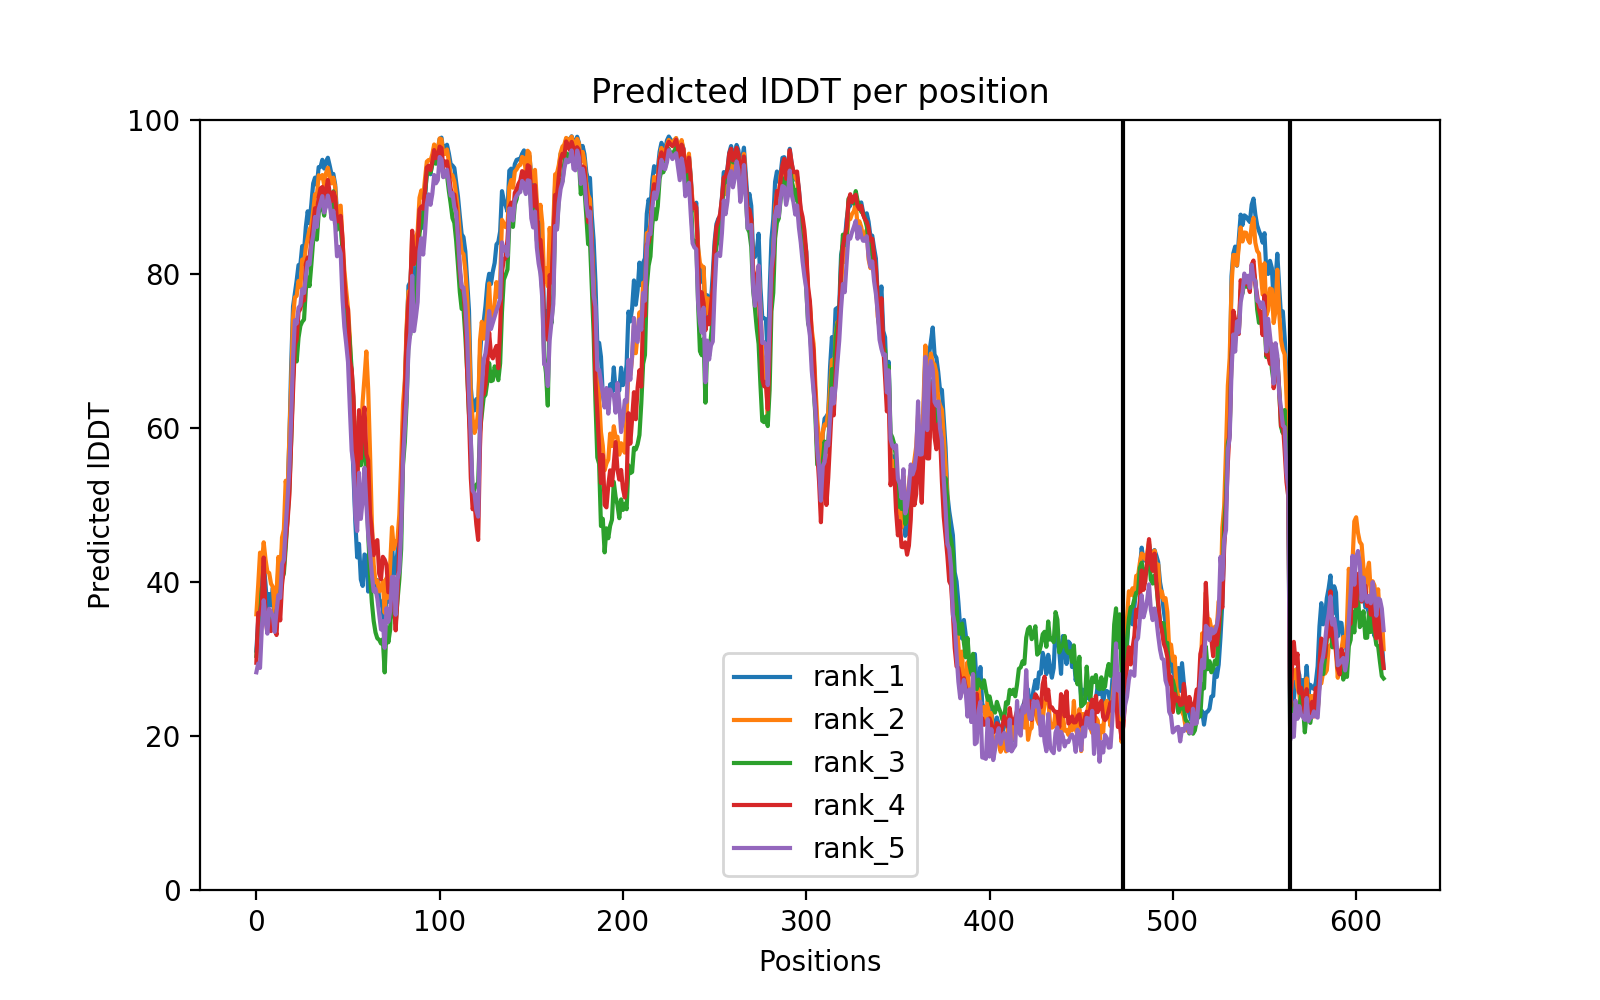 Predicted lDDT per position
100
80
60
40
20
0
Predicted lDDT
rank_1
rank_2
rank_3
rank_4
rank_5
0 100 200 300 400 500 600
Positions